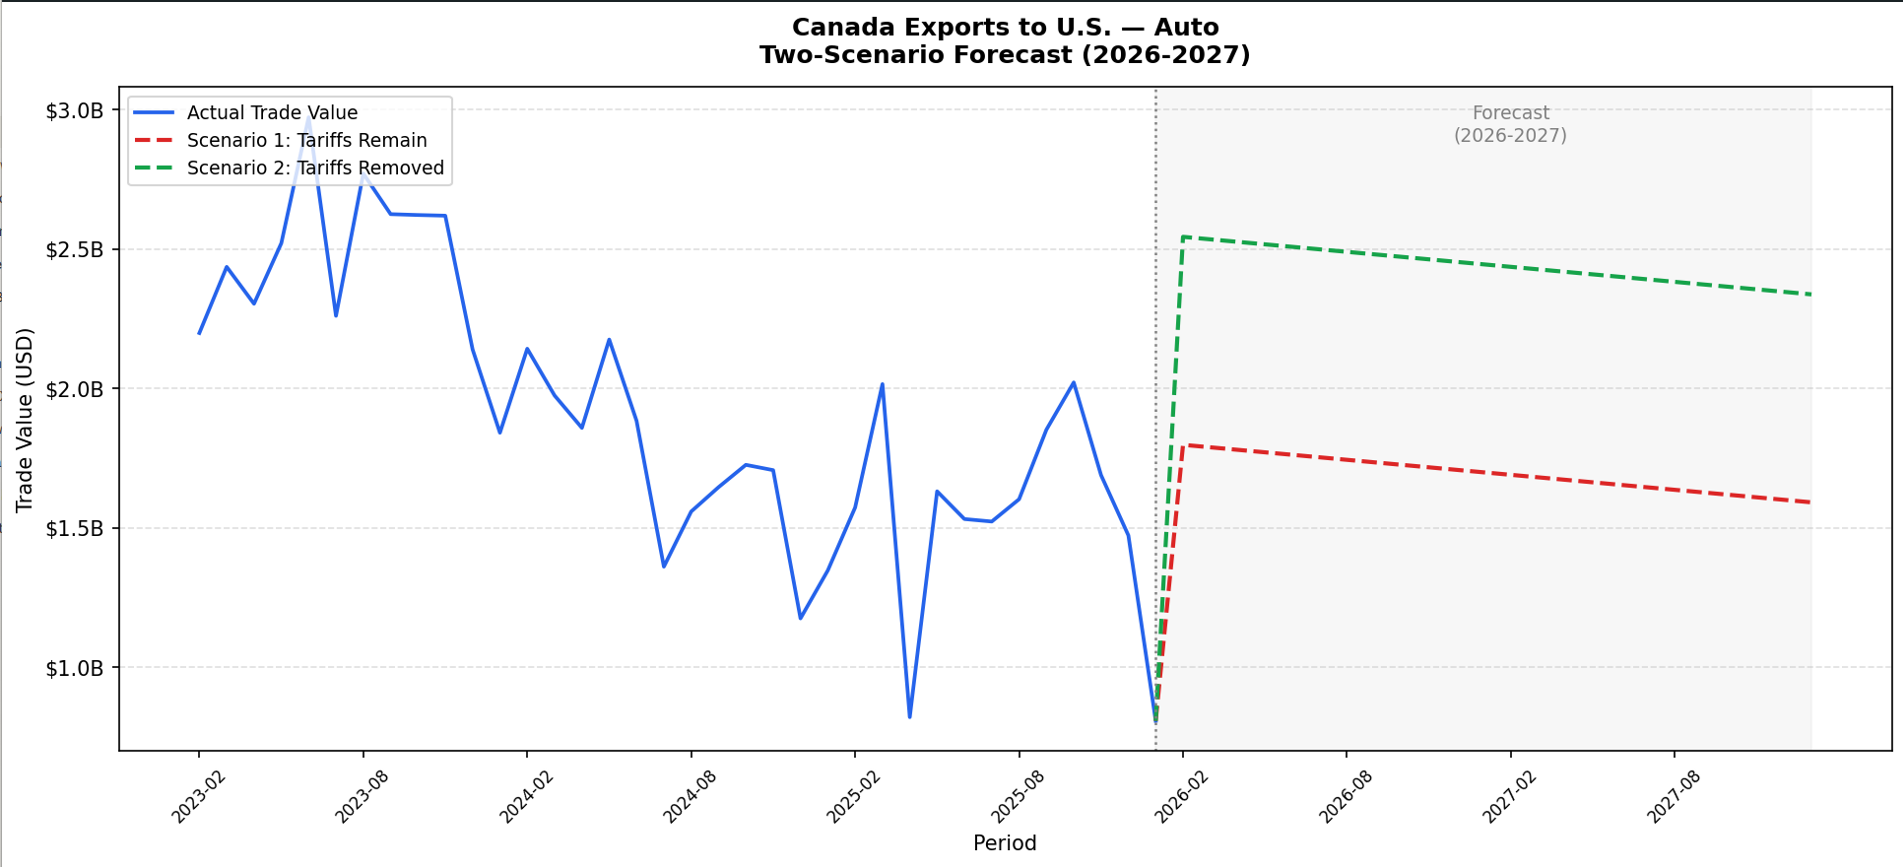 Canada Exports to U.S. — Auto
Two-Scenario Forecast (2026-2027)
Actual Trade Value
Scenario 1: Tariffs Remain
Scenario 2: Tariffs Removed
Forecast
(2026-2027)
Trade Value (USD)
$3.0B
$2.5B
$2.0B
$1.5B
$1.0B
2023-02
2023-08
2024-02
2024-08
2025-02
2025-08
2026-02
2026-08
2027-02
2027-08
Period